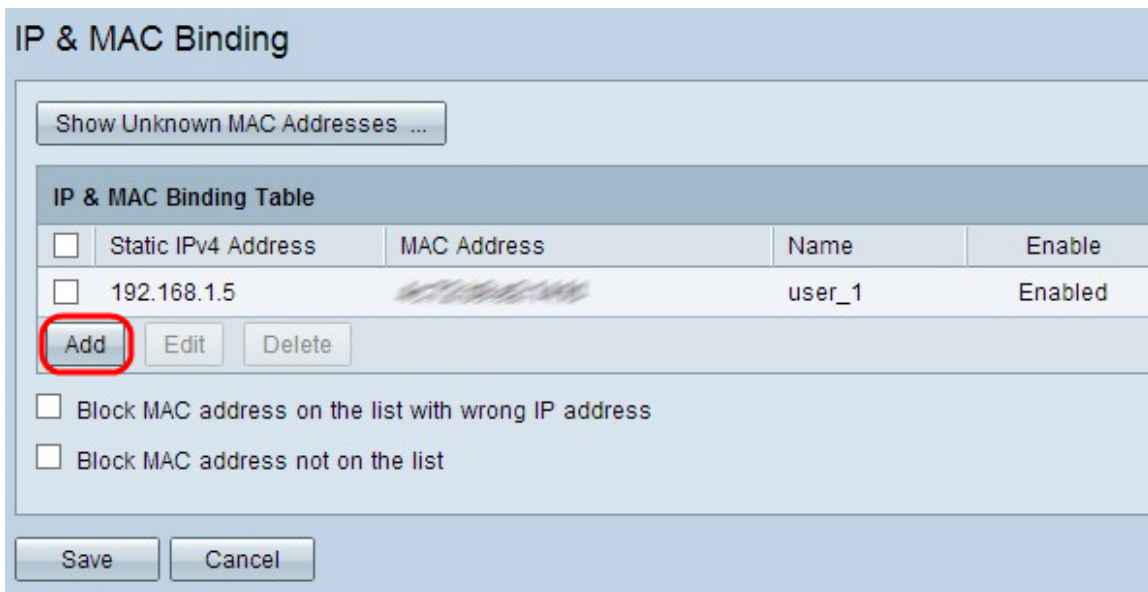 IP & MAC Binding
Show Unknown MAC Addresses ...
IP & MAC Binding Table
Static IPv4 Address MAC Address Name Enable
192.168.1.5 user_1 Enabled
Add Edit Delete
Block MAC address on the list with wrong IP address
Block MAC address not on the list
Save Cancel